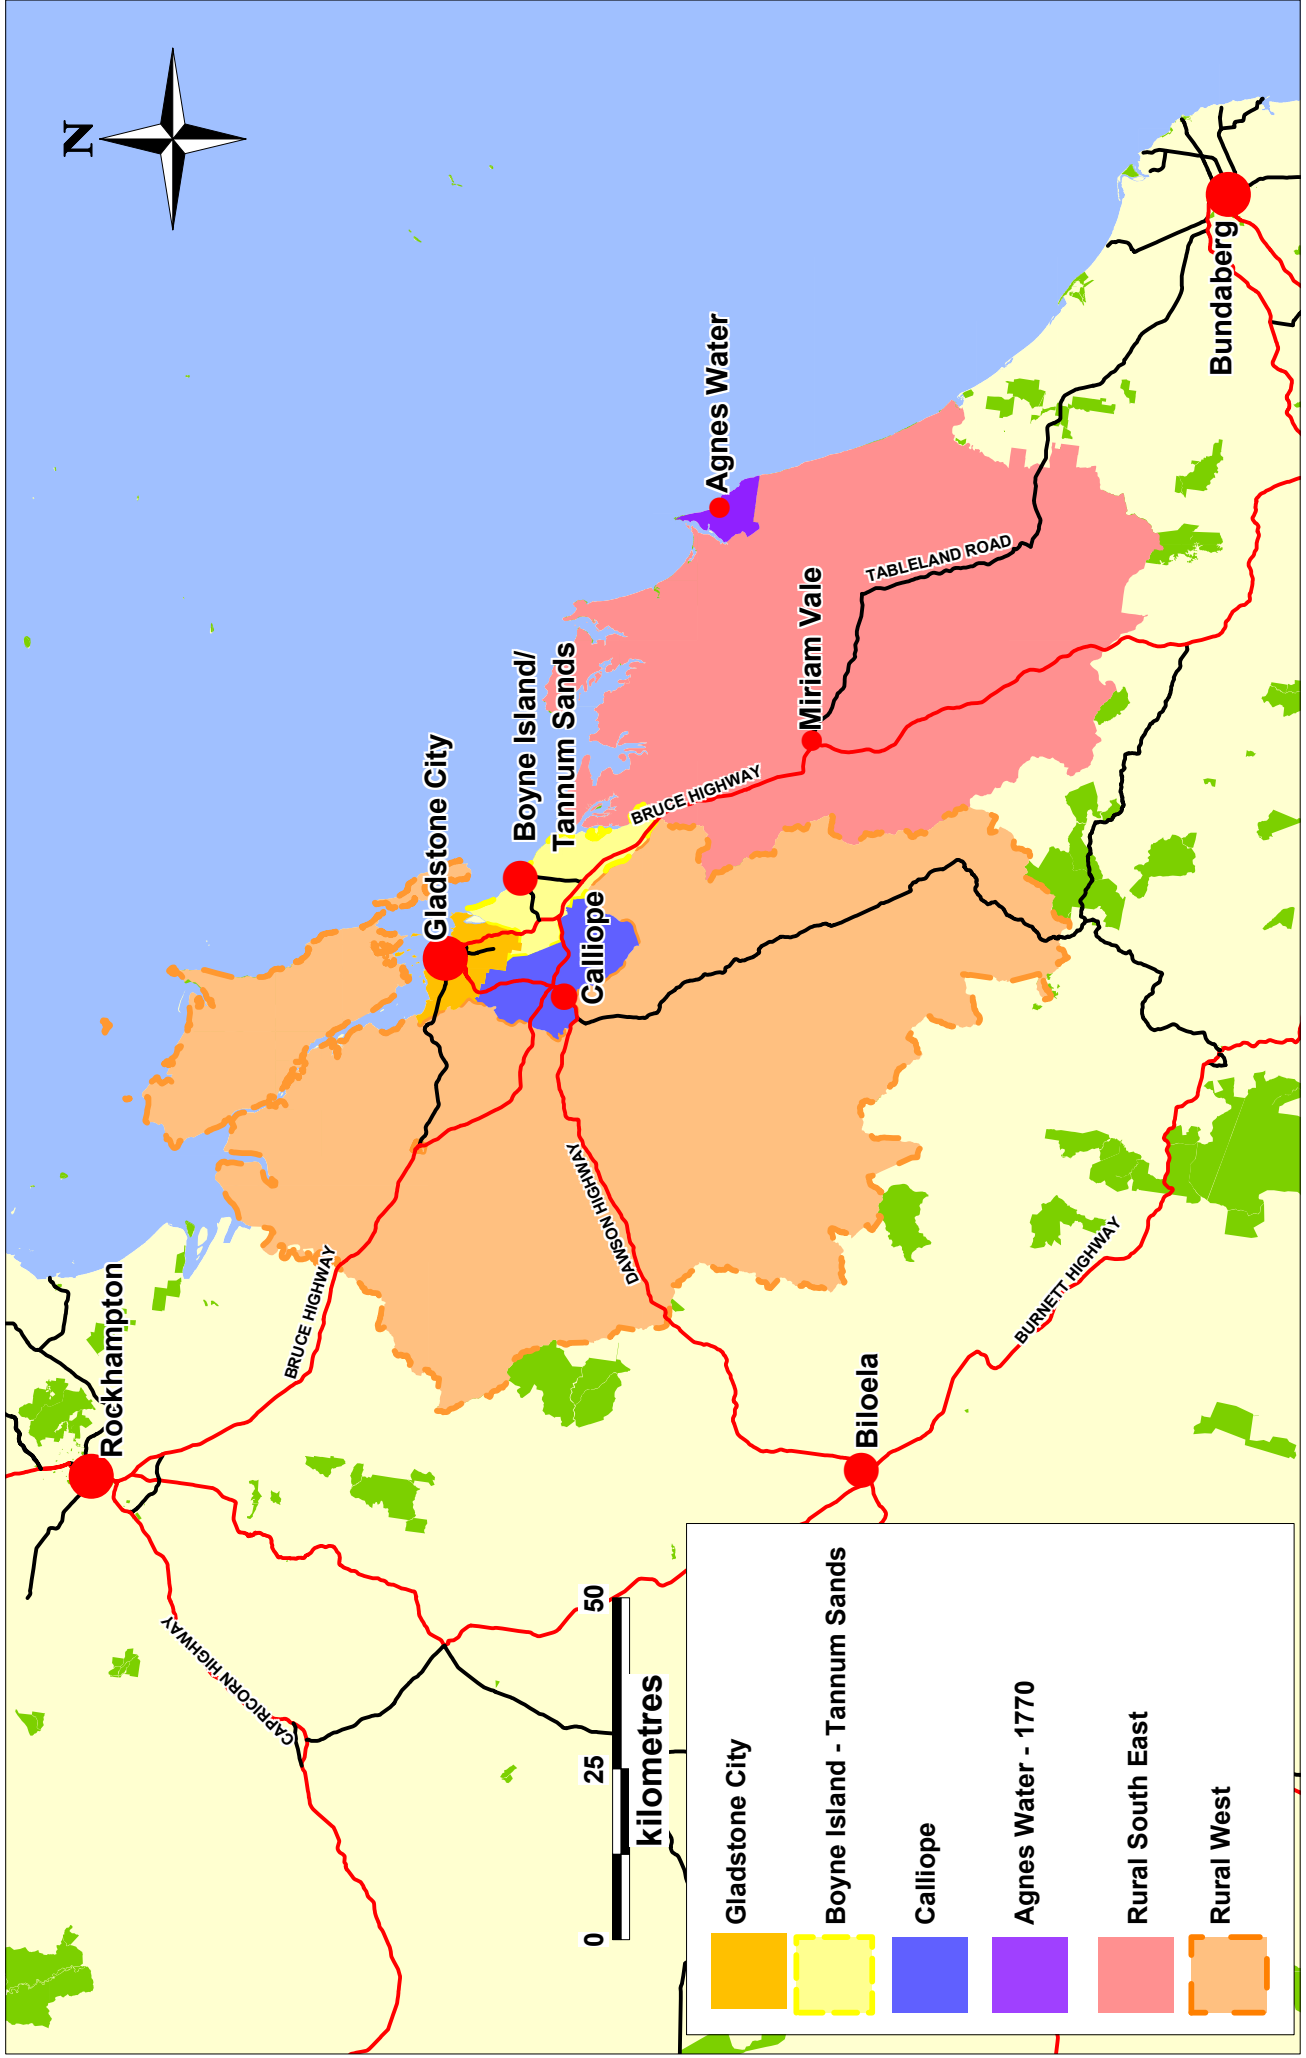 N
Rockhampton
BRUCE HIGHWAY
CAPRICORN HIGHWAY
Gladstone City
Boyne Island/
Tannum Sands
Calliope
Agnes Water
Miriam Vale
BRUCE HIGHWAY
TABLELAND ROAD
DAWSON HIGHWAY
BURNETT HIGHWAY
Biloela
Bundaberg
0 25 50
kilometres
Gladstone City
Boyne Island - Tannum Sands
Calliope
Agnes Water - 1770
Rural South East
Rural West